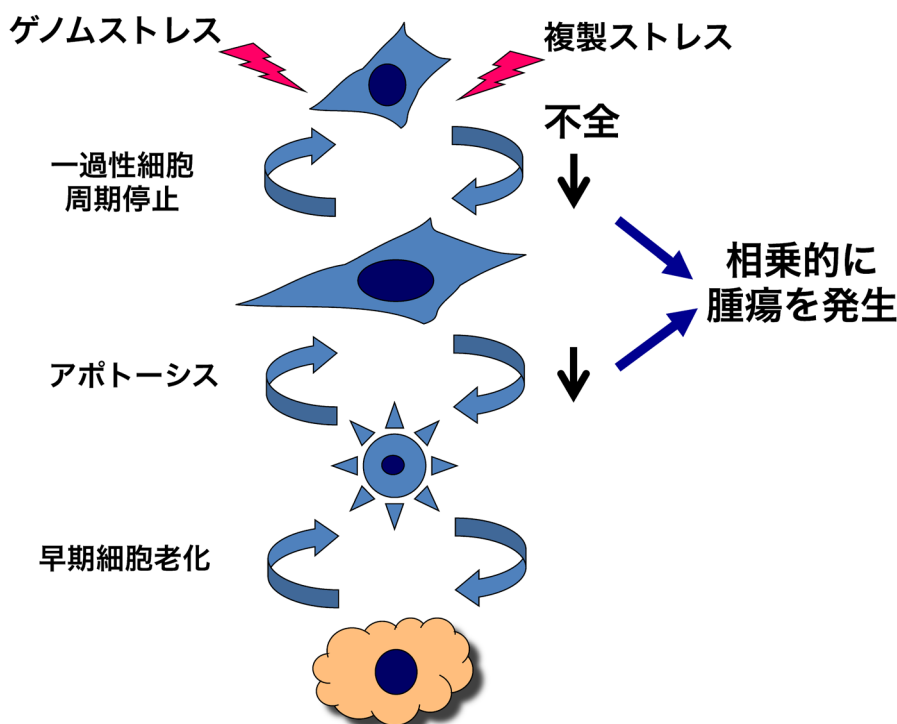 ゲノムストレス
複製ストレス
不全
一過性細胞
周期停止
相乗的に
腫瘍を発生
アポトーシス
早期細胞老化